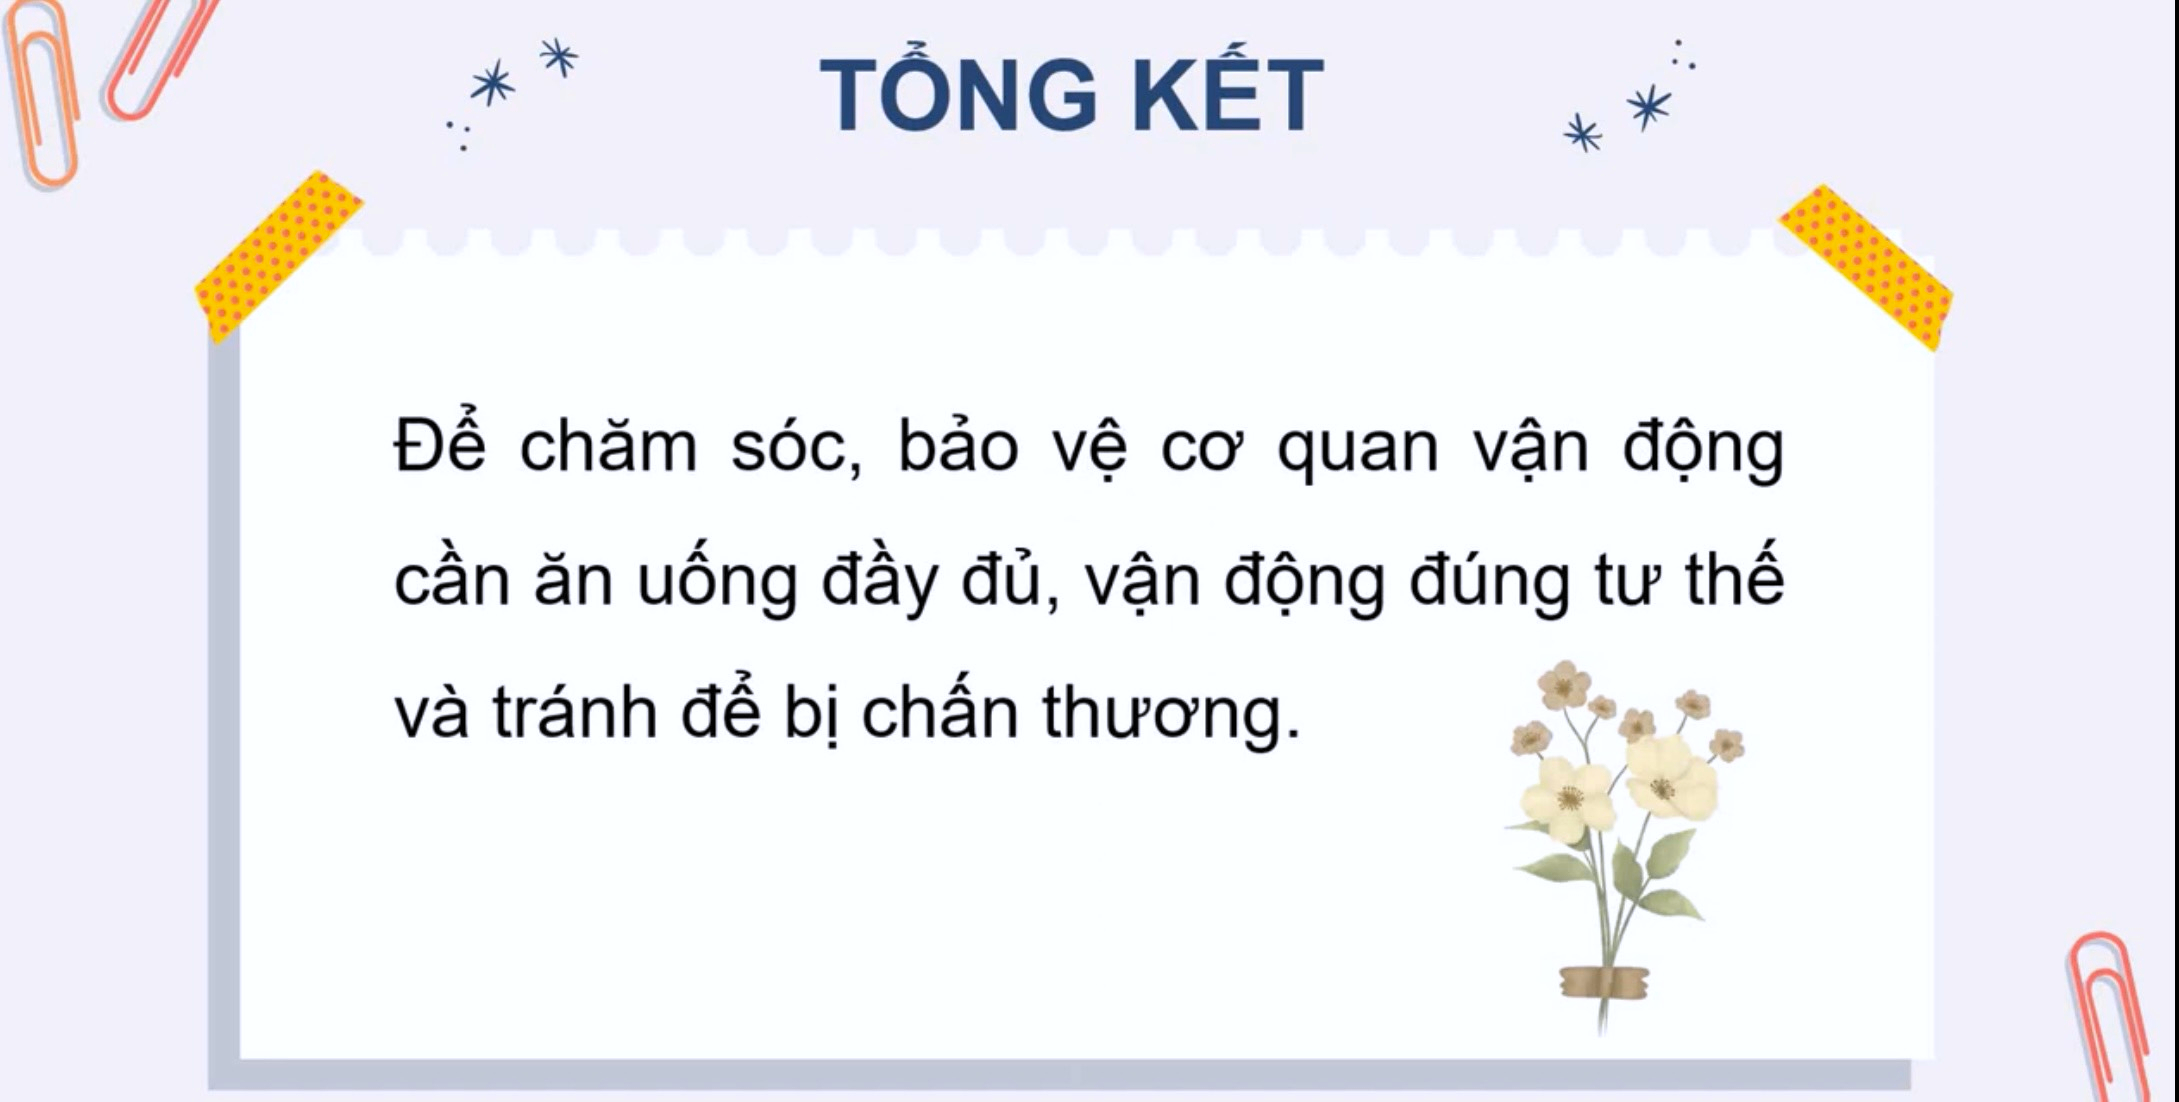 TỔNG KẾT
Để chăm sóc, bảo vệ cơ quan vận động
cần ăn uống đầy đủ, vận động đúng tư thế
và tránh để bị chấn thương.